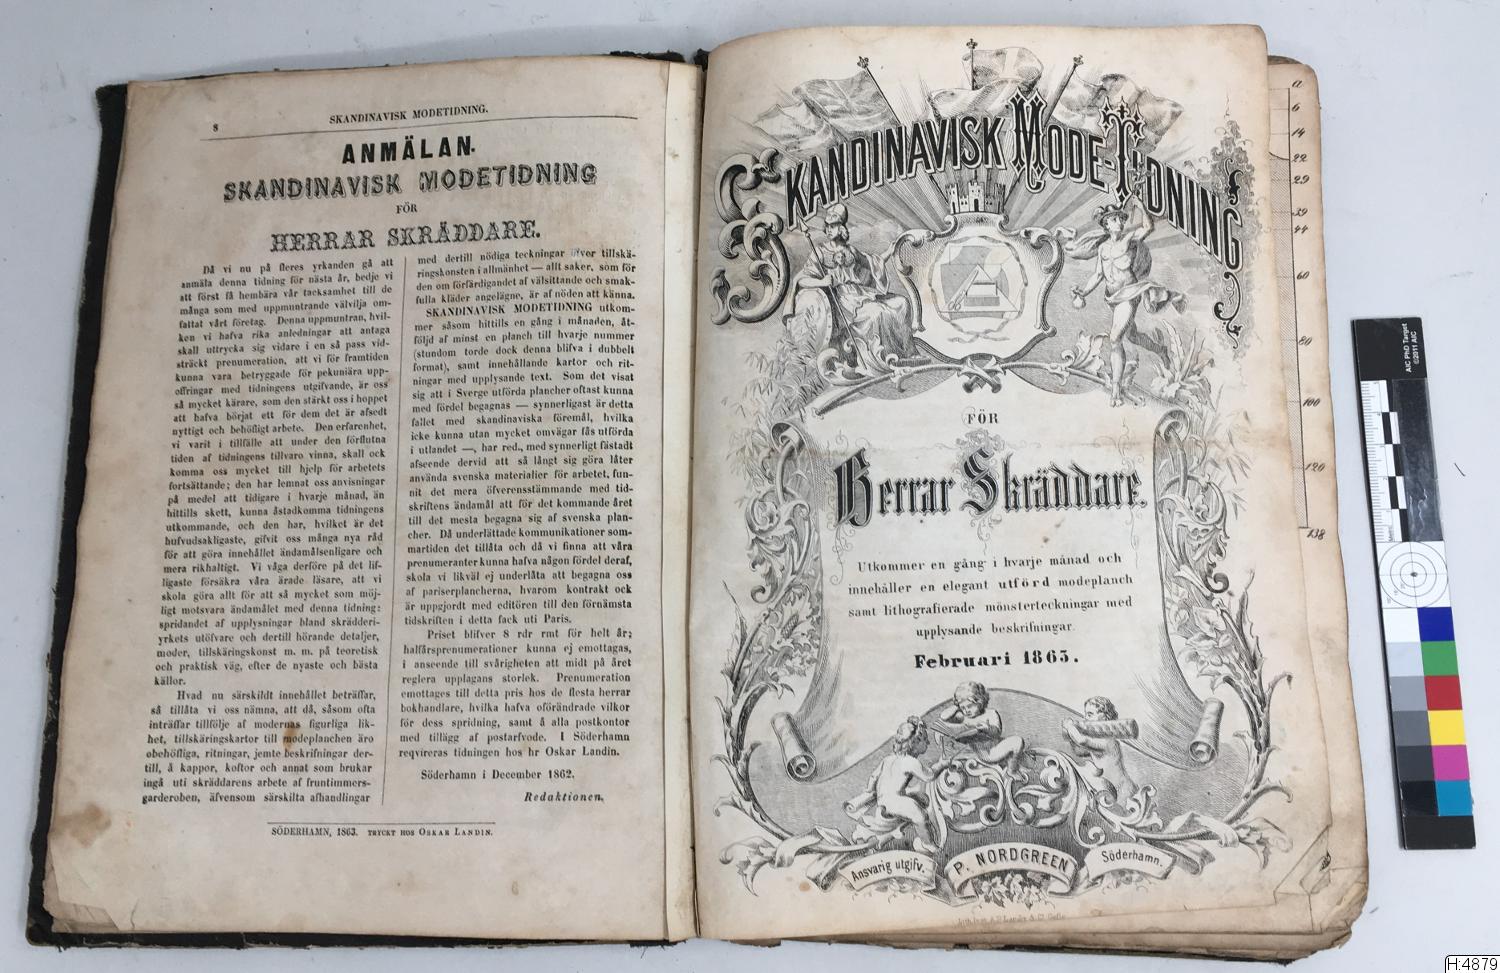 8
SKANDINAVISK MODETIDNING.
ANMÄLAN.
SKANDINAVISK MODETIDNING
FÖR
HERRAR SKRÄDDARE.
Då vi nu på fleres yrkanden gå att
anmäla denna tidning för nästa år, bedje vi
att först få hembära vår tacksamhet till de
många som med uppmuntrande välvilja om-
fattat vårt företag. Denna uppmuntran, hvil-
ken vi hafva rika anledningar att antaga
skall uttrycka sig vidare i en så pass vid-
sträckt prenumeration, att vi för framtiden
kunna vara betryggade för pekuniära upp-
offringar med tidningens utgifvande, är oss
så mycket kärare, som den stärkt oss i hoppet
att hafva börjat ett för dem det är afsedt
nyttigt och behöfligt arbete. Den erfarenhet,
vi varit i tillfälle att under den förflutna
tiden af tidningens tillvaro vinna, skall ock
komma oss mycket till hjelp för arbetets
fortsättande; den har lemnat oss anvisningar
på medel att tidigare i hvarje månad, än
hittills skett, kunna åstadkomma tidningens
utkommande, och den har, hvilket är det
hufvudsakligaste, gifvit oss många nya råd
för att göra innehållet ändamålsenligare och
mera rikhaltigt. Vi våga derföre på det lif-
ligaste försäkra våra ärade läsare, att vi
skola göra allt för att så mycket som möj-
ligt motsvara ändamålet med denna tidning:
spridandet af upplysningar bland skrädderi-
yrkets utöfvare och dertill hörande detaljer,
moder, tillskäringskonst m. m. på teoretisk
och praktisk väg, efter de nyaste och bästa
källor.
Hvad nu särskildt innehållet beträffar,
så tillåta vi oss nämna, att då, såsom ofta
inträffar tillfölje af modernas figurliga lik-
het, tillskäringskartor till modeplanchen äro
obehöfliga, ritningar, jemte beskrifningar der-
till, å kappor, koftor och annat som brukar
ingå uti skräddarens arbete af fruntimmers-
garderoben, äfvensom särskilta afhandlingar
med dertill nödiga teckningar öfver tillskä-
ringskonsten i allmänhet — allt saker, som för
den om förfärdigandet af välsittande och smak-
fulla kläder angelägne, är af nöden att känna.
SKANDINAVISK MODETIDNING utkom-
mer såsom hittills en gång i månaden, åt-
följd af minst en planch till hvarje nummer
(stundom torde dock denna blifva i dubbelt
format), samt innehållande kartor och rit-
ningar med upplysande text. Som det visat
sig att i Sverge utförda plancher oftast kunna
med fördel begagnas — synnerligast är detta
fallet med skandinaviska föremål, hvilka
icke kunna utan mycket omvägar fås utförda
i utlandet —, har red., med synnerligt fästadt
afseende dervid att så långt sig göra låter
använda svenska materialier för arbetet, fun-
nit det mera öfverensstämmande med tid-
skriftens ändamål att för det kommande året
till det mesta begagna sig af svenska plan-
cher. Då underlättade kommunikationer som-
martiden det tillåta och då vi finna att våra
prenumeranter kunna hafva någon fördel deraf,
skola vi likväl ej underlåta att begagna oss
af pariserplancherna, hvarom kontrakt ock
är uppgjordt med editören till den förnämsta
tidskriften i detta fack uti Paris.
Priset blifver 8 rdr rmt för helt år;
halfårsprenumerationer kunna ej emottagas,
i anseende till svårigheten att midt på året
reglera upplagans storlek. Prenumeration
emottages till detta pris hos de flesta herrar
bokhandlare, hvilka hafva oförändrade vilkor
för dess spridning, samt å alla postkontor
med tillägg af postarfvode. I Söderhamn
reqvireras tidningen hos hr Oskar Landin.
Söderhamn i December 1862.
Redaktionen.
SÖDERHAMN, 1863. TRYCKT HOS OSKAR LANDIN.
SKANDINAVISK MODE-TIDNING
FÖR
Herrar Skräddare.
Utkommer en gång i hvarje månad och
innehåller en elegant utförd modeplanch
samt lithografierade mönsterteckningar med
upplysande beskrifningar.
Februari 1863.
Ansvarig utgifv. P. NORDGREEN Söderhamn.
a
6
14
22
29
39
44
60
80
100
120
138
AIC PhD Target
©2011 AIC
H:4879